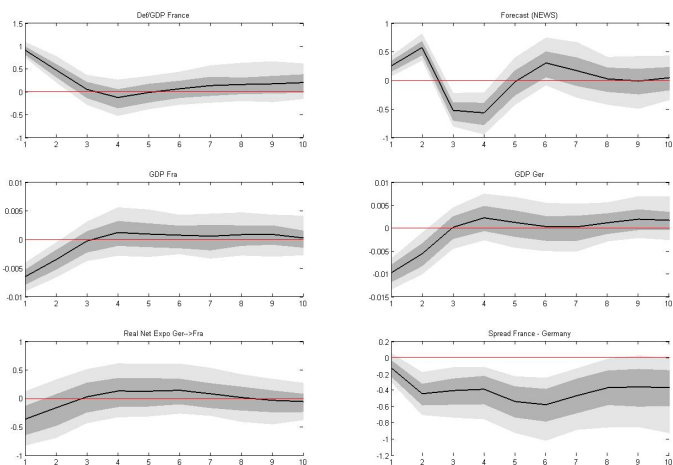 Def/GDP France
1.5
1
0.5
0
-0.5
-1
1 2 3 4 5 6 7 8 9 10
Forecast (NEWS)
1
0.5
0
-0.5
-1
1 2 3 4 5 6 7 8 9 10
GDP Fra
0.01
0.005
0
-0.005
-0.01
1 2 3 4 5 6 7 8 9 10
GDP Ger
0.01
0.005
0
-0.005
-0.01
-0.015
1 2 3 4 5 6 7 8 9 10
Real Net Expo Ger-->Fra
1
0.5
0
-0.5
-1
1 2 3 4 5 6 7 8 9 10
Spread France - Germany
0.2
0
-0.2
-0.4
-0.6
-0.8
-1
-1.2
1 2 3 4 5 6 7 8 9 10